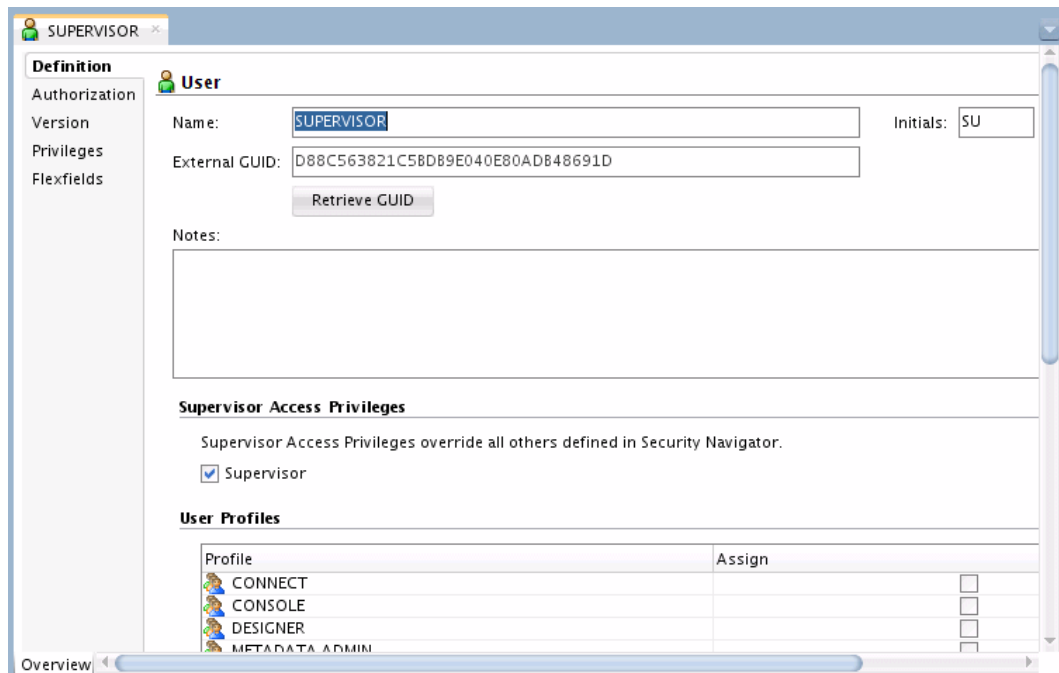 SUPERVISOR
Definition
Authorization
Version
Privileges
Flexfields
User
Name: SUPERVISOR Initials: SU
External GUID: D88C563821C5BDB9E040E80ADB48691D
Retrieve GUID
Notes:
Supervisor Access Privileges
Supervisor Access Privileges override all others defined in Security Navigator.
Supervisor
User Profiles
Profile Assign
CONNECT
CONSOLE
DESIGNER
METADATA ADMIN
Overview